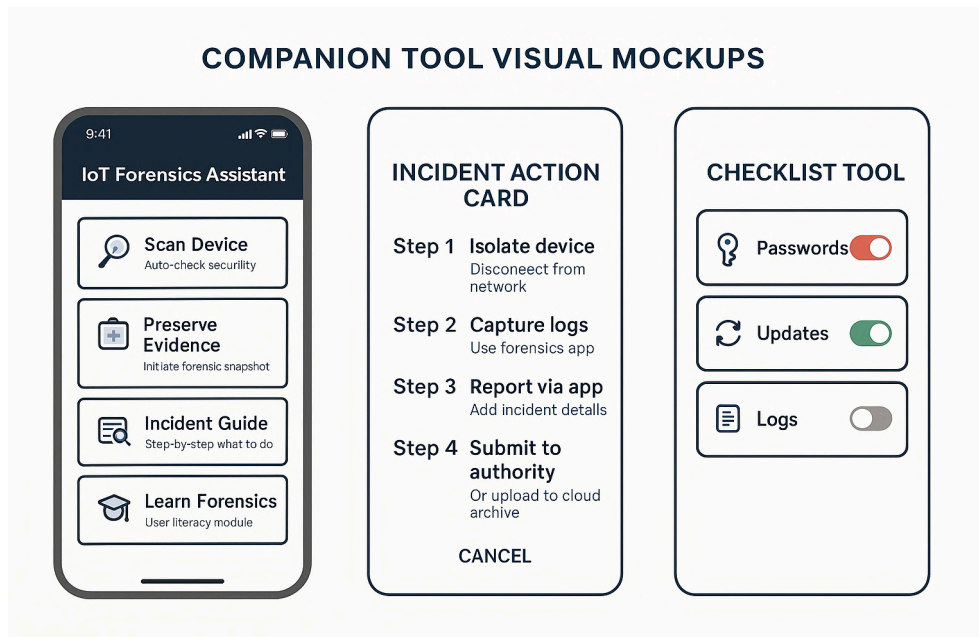 COMPANION TOOL VISUAL MOCKUPS
9:41
IoT Forensics Assistant
Scan Device
Auto-check securility
Preserve
Evidence
Initiate forensic snapshot
Incident Guide
Step-by-step what to do
Learn Forensics
User literacy module
INCIDENT ACTION
CARD
Step 1 Isolate device
Disconeect from
network
Step 2 Capture logs
Use forensics app
Step 3 Report via app
Add incident detalls
Step 4 Submit to
authority
Or upload to cloud
archive
CANCEL
CHECKLIST TOOL
Passwords
Updates
Logs